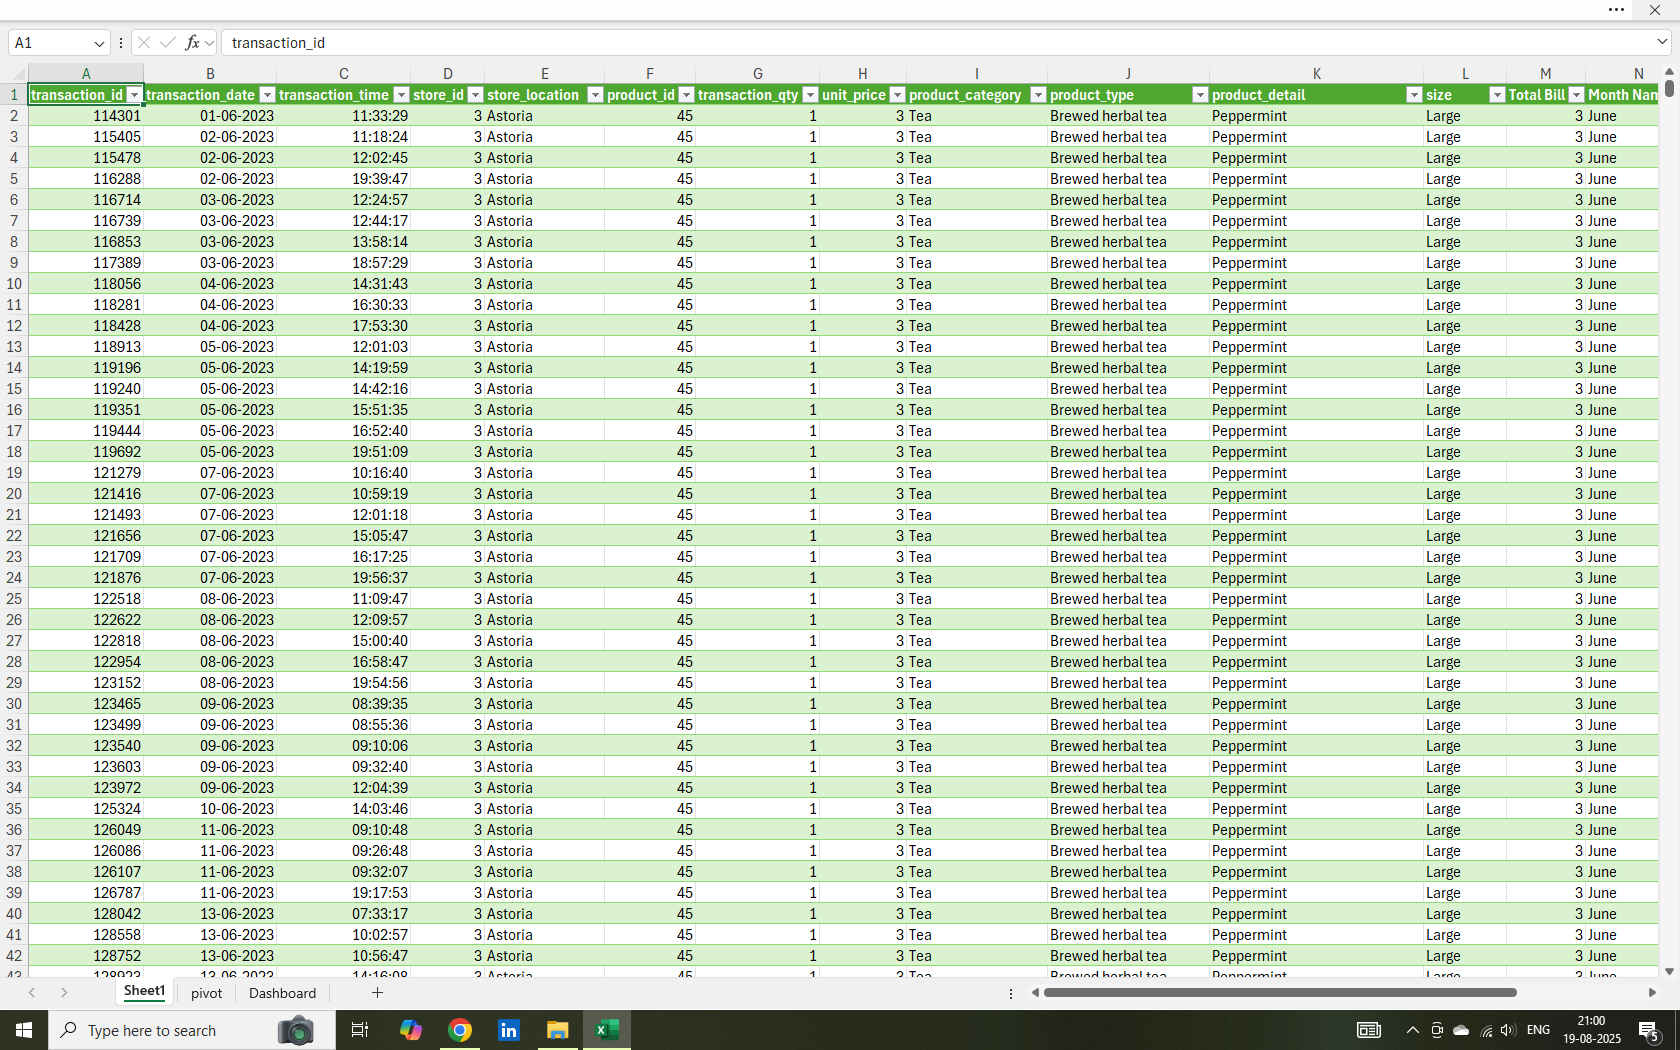 A1 fx transaction_id
A B C D E F G H I J K L M N
1 transaction_id transaction_date transaction_time store_id store_location product_id transaction_qty unit_price product_category product_type product_detail size Total Bill Month Nan
2 114301 01-06-2023 11:33:29 3 Astoria 45 1 3 Tea Brewed herbal tea Peppermint Large 3 June
3 115405 02-06-2023 11:18:24 3 Astoria 45 1 3 Tea Brewed herbal tea Peppermint Large 3 June
4 115478 02-06-2023 12:02:45 3 Astoria 45 1 3 Tea Brewed herbal tea Peppermint Large 3 June
5 116288 02-06-2023 19:39:47 3 Astoria 45 1 3 Tea Brewed herbal tea Peppermint Large 3 June
6 116714 03-06-2023 12:24:57 3 Astoria 45 1 3 Tea Brewed herbal tea Peppermint Large 3 June
7 116739 03-06-2023 12:44:17 3 Astoria 45 1 3 Tea Brewed herbal tea Peppermint Large 3 June
8 116853 03-06-2023 13:58:14 3 Astoria 45 1 3 Tea Brewed herbal tea Peppermint Large 3 June
9 117389 03-06-2023 18:57:29 3 Astoria 45 1 3 Tea Brewed herbal tea Peppermint Large 3 June
10 118056 04-06-2023 14:31:43 3 Astoria 45 1 3 Tea Brewed herbal tea Peppermint Large 3 June
11 118281 04-06-2023 16:30:33 3 Astoria 45 1 3 Tea Brewed herbal tea Peppermint Large 3 June
12 118428 04-06-2023 17:53:30 3 Astoria 45 1 3 Tea Brewed herbal tea Peppermint Large 3 June
13 118913 05-06-2023 12:01:03 3 Astoria 45 1 3 Tea Brewed herbal tea Peppermint Large 3 June
14 119196 05-06-2023 14:19:59 3 Astoria 45 1 3 Tea Brewed herbal tea Peppermint Large 3 June
15 119240 05-06-2023 14:42:16 3 Astoria 45 1 3 Tea Brewed herbal tea Peppermint Large 3 June
16 119351 05-06-2023 15:51:35 3 Astoria 45 1 3 Tea Brewed herbal tea Peppermint Large 3 June
17 119444 05-06-2023 16:52:40 3 Astoria 45 1 3 Tea Brewed herbal tea Peppermint Large 3 June
18 119692 05-06-2023 19:51:09 3 Astoria 45 1 3 Tea Brewed herbal tea Peppermint Large 3 June
19 121279 07-06-2023 10:16:40 3 Astoria 45 1 3 Tea Brewed herbal tea Peppermint Large 3 June
20 121416 07-06-2023 10:59:19 3 Astoria 45 1 3 Tea Brewed herbal tea Peppermint Large 3 June
21 121493 07-06-2023 12:01:18 3 Astoria 45 1 3 Tea Brewed herbal tea Peppermint Large 3 June
22 121656 07-06-2023 15:05:47 3 Astoria 45 1 3 Tea Brewed herbal tea Peppermint Large 3 June
23 121709 07-06-2023 16:17:25 3 Astoria 45 1 3 Tea Brewed herbal tea Peppermint Large 3 June
24 121876 07-06-2023 19:56:37 3 Astoria 45 1 3 Tea Brewed herbal tea Peppermint Large 3 June
25 122518 08-06-2023 11:09:47 3 Astoria 45 1 3 Tea Brewed herbal tea Peppermint Large 3 June
26 122622 08-06-2023 12:09:57 3 Astoria 45 1 3 Tea Brewed herbal tea Peppermint Large 3 June
27 122818 08-06-2023 15:00:40 3 Astoria 45 1 3 Tea Brewed herbal tea Peppermint Large 3 June
28 122954 08-06-2023 16:58:47 3 Astoria 45 1 3 Tea Brewed herbal tea Peppermint Large 3 June
29 123152 08-06-2023 19:54:56 3 Astoria 45 1 3 Tea Brewed herbal tea Peppermint Large 3 June
30 123465 09-06-2023 08:39:35 3 Astoria 45 1 3 Tea Brewed herbal tea Peppermint Large 3 June
31 123499 09-06-2023 08:55:36 3 Astoria 45 1 3 Tea Brewed herbal tea Peppermint Large 3 June
32 123540 09-06-2023 09:10:06 3 Astoria 45 1 3 Tea Brewed herbal tea Peppermint Large 3 June
33 123603 09-06-2023 09:32:40 3 Astoria 45 1 3 Tea Brewed herbal tea Peppermint Large 3 June
34 123972 09-06-2023 12:04:39 3 Astoria 45 1 3 Tea Brewed herbal tea Peppermint Large 3 June
35 125324 10-06-2023 14:03:46 3 Astoria 45 1 3 Tea Brewed herbal tea Peppermint Large 3 June
36 126049 11-06-2023 09:10:48 3 Astoria 45 1 3 Tea Brewed herbal tea Peppermint Large 3 June
37 126086 11-06-2023 09:26:48 3 Astoria 45 1 3 Tea Brewed herbal tea Peppermint Large 3 June
38 126107 11-06-2023 09:32:07 3 Astoria 45 1 3 Tea Brewed herbal tea Peppermint Large 3 June
39 126787 11-06-2023 19:17:53 3 Astoria 45 1 3 Tea Brewed herbal tea Peppermint Large 3 June
40 128042 13-06-2023 07:33:17 3 Astoria 45 1 3 Tea Brewed herbal tea Peppermint Large 3 June
41 128558 13-06-2023 10:02:57 3 Astoria 45 1 3 Tea Brewed herbal tea Peppermint Large 3 June
42 128752 13-06-2023 10:56:47 3 Astoria 45 1 3 Tea Brewed herbal tea Peppermint Large 3 June
Sheet1 pivot Dashboard
Type here to search
ENG
21:00
19-08-2025
5